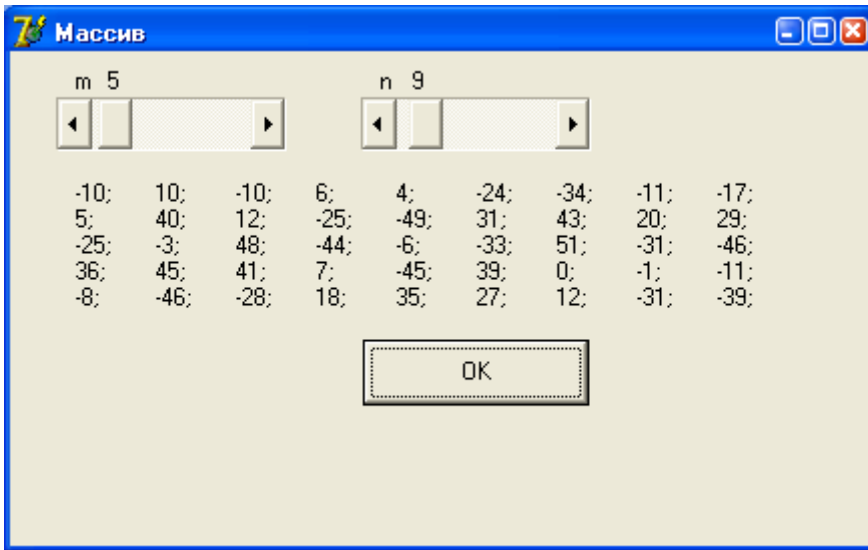 Массив
m 5 n 9
-10; 10; -10; 6; 4; -24; -34; -11; -17;
5; 40; 12; -25; -49; 31; 43; 20; 29;
-25; -3; 48; -44; -6; -33; 51; -31; -46;
36; 45; 41; 7; -45; 39; 0; -1; -11;
-8; -46; -28; 18; 35; 27; 12; -31; -39;
OK